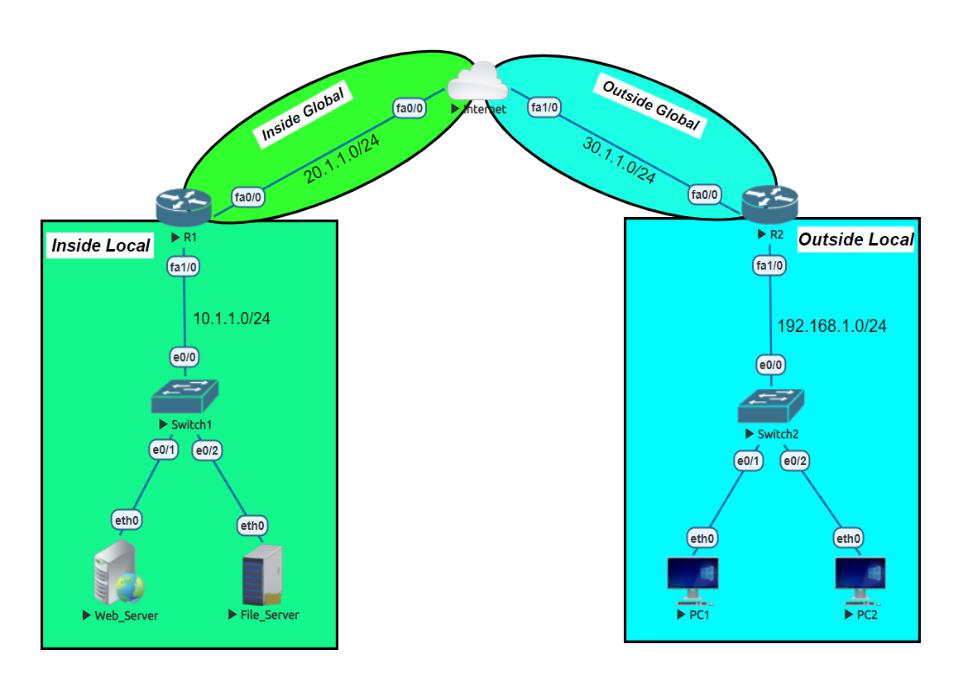 Inside Global
Outside Global
fa0/0
Internet
fa1/0
20.1.1.0/24
30.1.1.0/24
fa0/0
fa0/0
R1
R2
Inside Local
Outside Local
fa1/0
fa1/0
10.1.1.0/24
192.168.1.0/24
e0/0
e0/0
Switch1
Switch2
e0/1
e0/2
e0/1
e0/2
eth0
eth0
eth0
eth0
Web_Server
File_Server
PC1
PC2